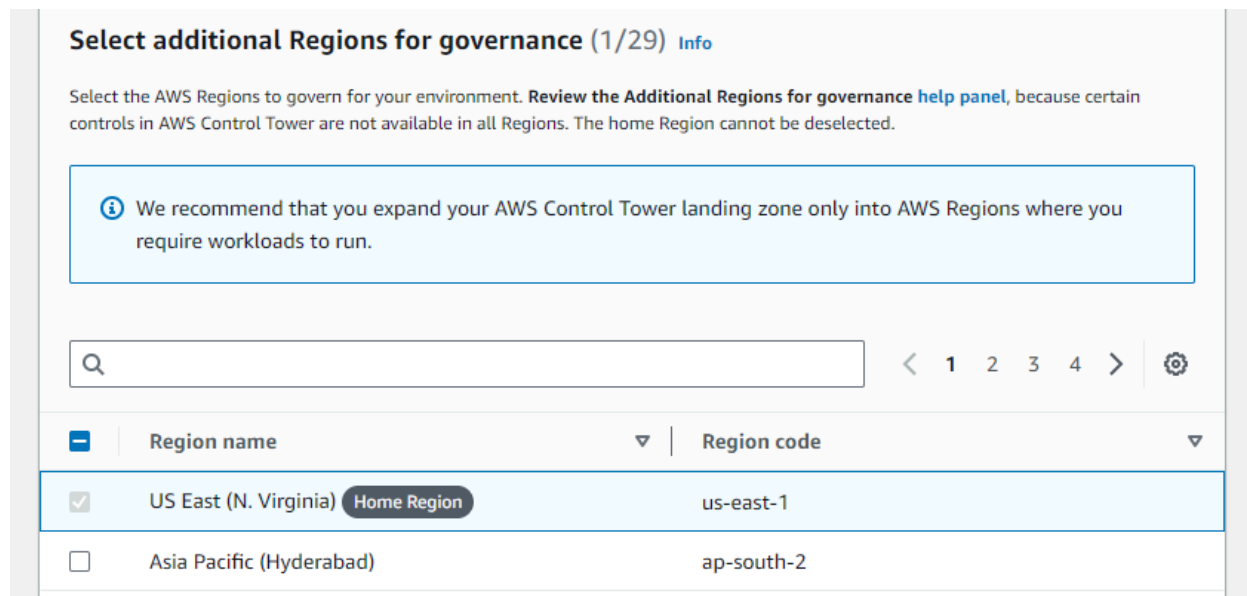 Select additional Regions for governance (1/29) Info
Select the AWS Regions to govern for your environment. Review the Additional Regions for governance help panel, because certain
controls in AWS Control Tower are not available in all Regions. The home Region cannot be deselected.
We recommend that you expand your AWS Control Tower landing zone only into AWS Regions where you
require workloads to run.
1 2 3 4
Region name Region code
US East (N. Virginia) Home Region us-east-1
Asia Pacific (Hyderabad) ap-south-2